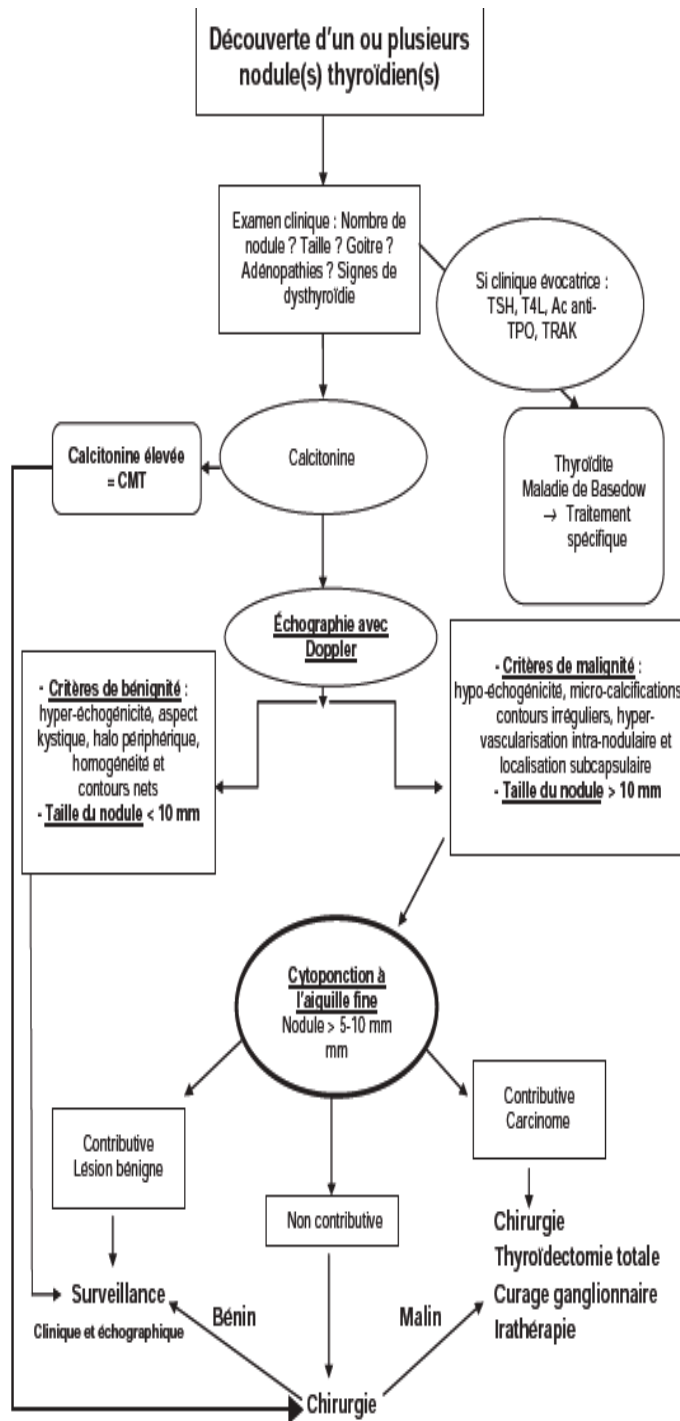 Découverte d'un ou plusieurs
nodule(s) thyroïdien(s)
Examen clinique : Nombre de
nodule ? Taille ? Goitre ?
Adénopathies ? Signes de
dysthyroïdie
Si clinique évocatrice :
TSH, T4L, Ac anti-
TPO, TRAK
Calcitonine élevée
= CMT
Calcitonine
Thyroïdite
Maladie de Basedow
→ Traitement
spécifique
Échographie avec
Doppler
- Critères de bénignité :
hyper-échogénicité, aspect
kystique, halo périphérique,
homogénéité et
contours nets
- Taille du nodule < 10 mm
- Critères de malignité :
hypo-échogénicité, micro-calcifications
contours irréguliers, hyper-
vascularisation intra-nodulaire et
localisation subcapsulaire
- Taille du nodule > 10 mm
Cytoponction à
l'aiguille fine
Nodule > 5-10 mm
mm
Contributive
Lésion bénigne
Non contributive
Contributive
Carcinome
Surveillance
Clinique et échographique
Bénin
Malin
Chirurgie
Thyroïdectomie totale
Curage ganglionnaire
Irathérapie
Chirurgie